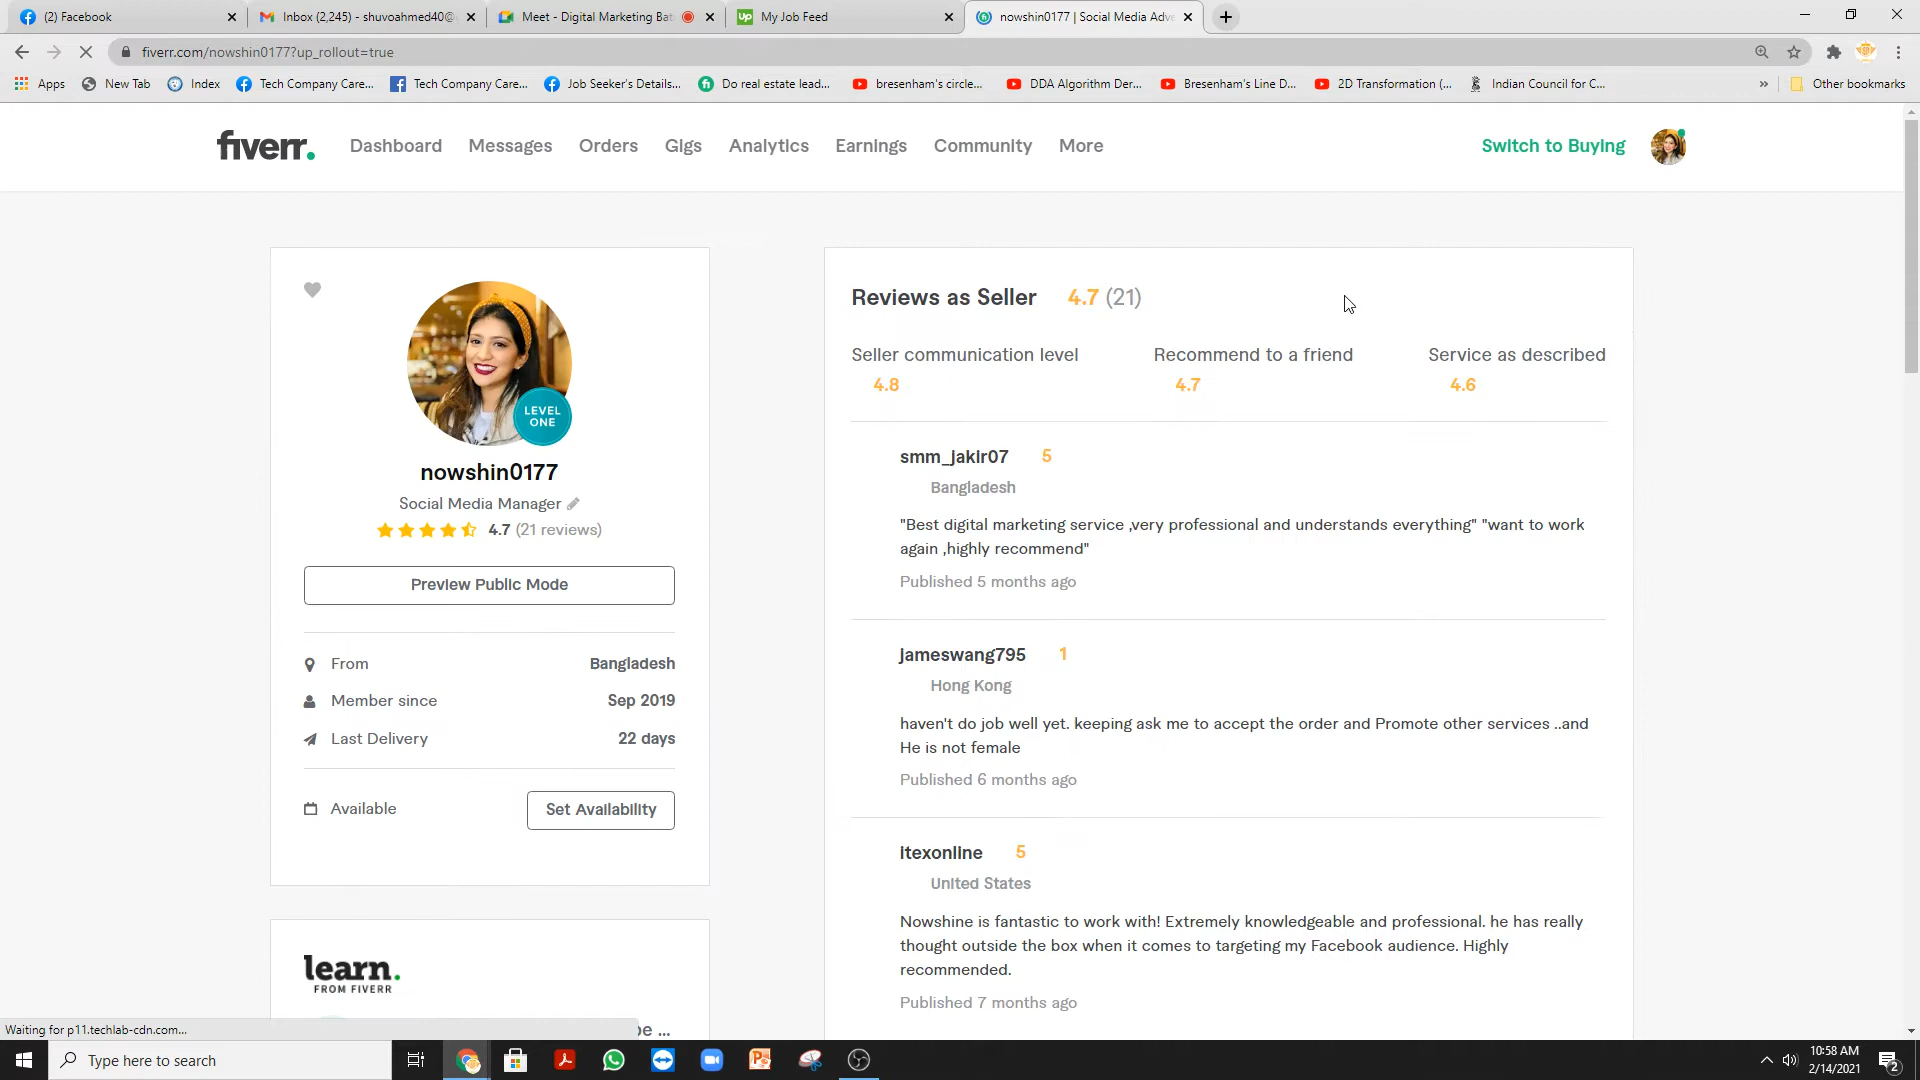 (2) Facebook
Inbox (2,245) - shuvoahmed40@
Meet - Digital Marketing Bat
My Job Feed
nowshin0177 | Social Media Adve
fiverr.com/nowshin0177?up_rollout=true
Apps
New Tab
Index
Tech Company Care...
Tech Company Care...
Job Seeker's Details...
Do real estate lead...
bresenham's circle...
DDA Algorithm Der...
Bresenham's Line D...
2D Transformation (...
Indian Council for C...
»
Other bookmarks
fiverr.
Dashboard
Messages
Orders
Gigs
Analytics
Earnings
Community
More
Switch to Buying
LEVEL
ONE
nowshin0177
Social Media Manager
4.7 (21 reviews)
Preview Public Mode
From Bangladesh
Member since Sep 2019
Last Delivery 22 days
Available
Set Availability
learn.
FROM FIVERR
be ...
Reviews as Seller 4.7 (21)
Seller communication level
4.8
Recommend to a friend
4.7
Service as described
4.6
smm_jakir07 5
Bangladesh
"Best digital marketing service ,very professional and understands everything" "want to work
again ,highly recommend"
Published 5 months ago
jameswang795 1
Hong Kong
haven't do job well yet. keeping ask me to accept the order and Promote other services ..and
He is not female
Published 6 months ago
itexonline 5
United States
Nowshine is fantastic to work with! Extremely knowledgeable and professional. he has really
thought outside the box when it comes to targeting my Facebook audience. Highly
recommended.
Published 7 months ago
Waiting for p11.techlab-cdn.com...
Type here to search
10:58 AM
2/14/2021
2